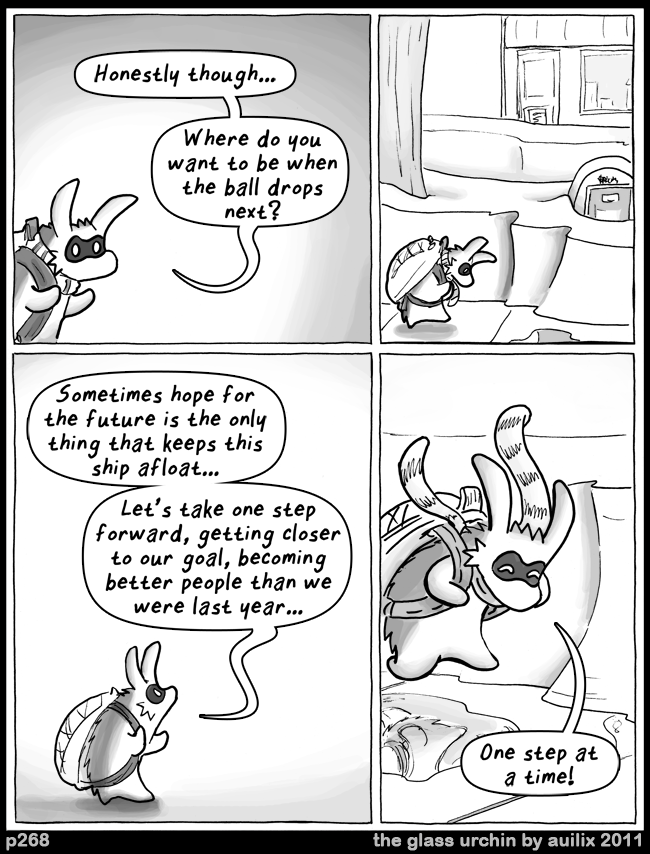 Honestly though...
Where do you
want to be when
the ball drops
next?
Sometimes hope for
the future is the only
thing that keeps this
ship afloat...
Let's take one step
forward, getting closer
to our goal, becoming
better people than we
were last year...
One step at
a time!
p268
the glass urchin by auilix 2011